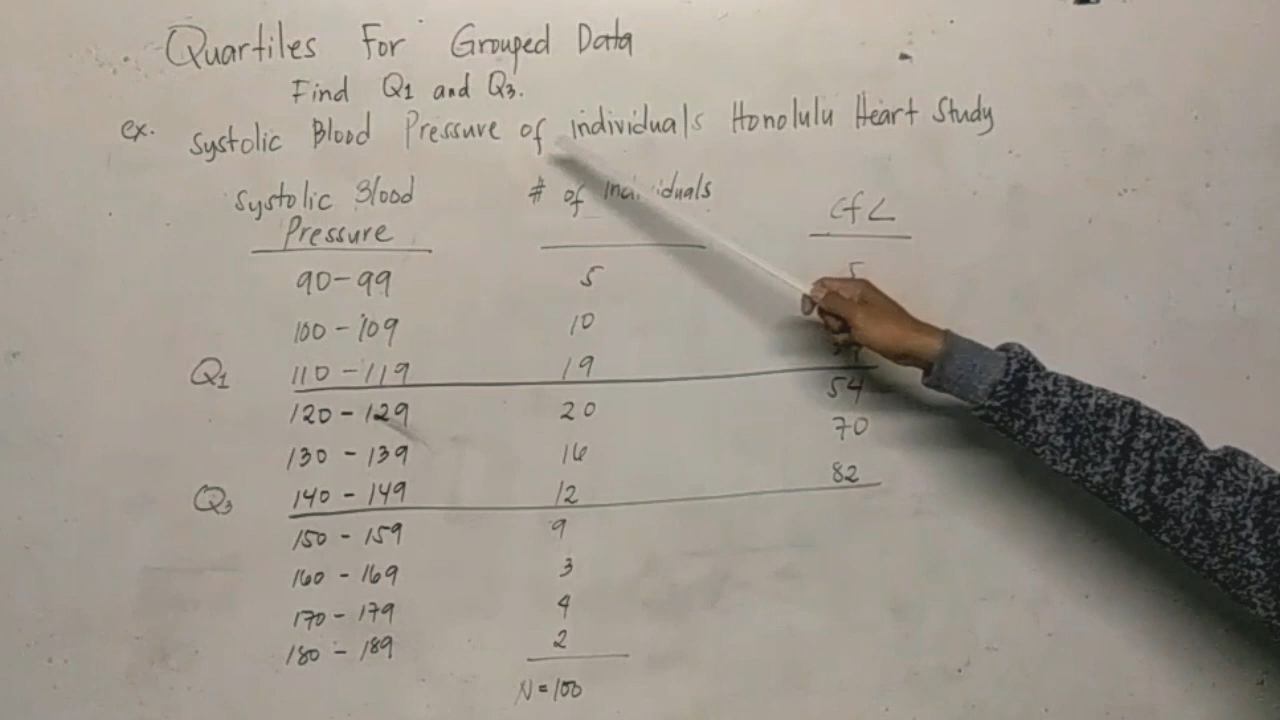 Quartiles For Grouped Data
Find Q1 and Q3.
ex. Systolic Blood Pressure of individuals Honolulu Heart Study
Systolic Blood Pressure # of cf<
90-99 5 5
100-109 10
Q1 110-119 19
120-129 20 54
130-139 16 70
Q3 140-149 12 82
150-159 9
160-169 3
170-179 4
180-189 2
N=100